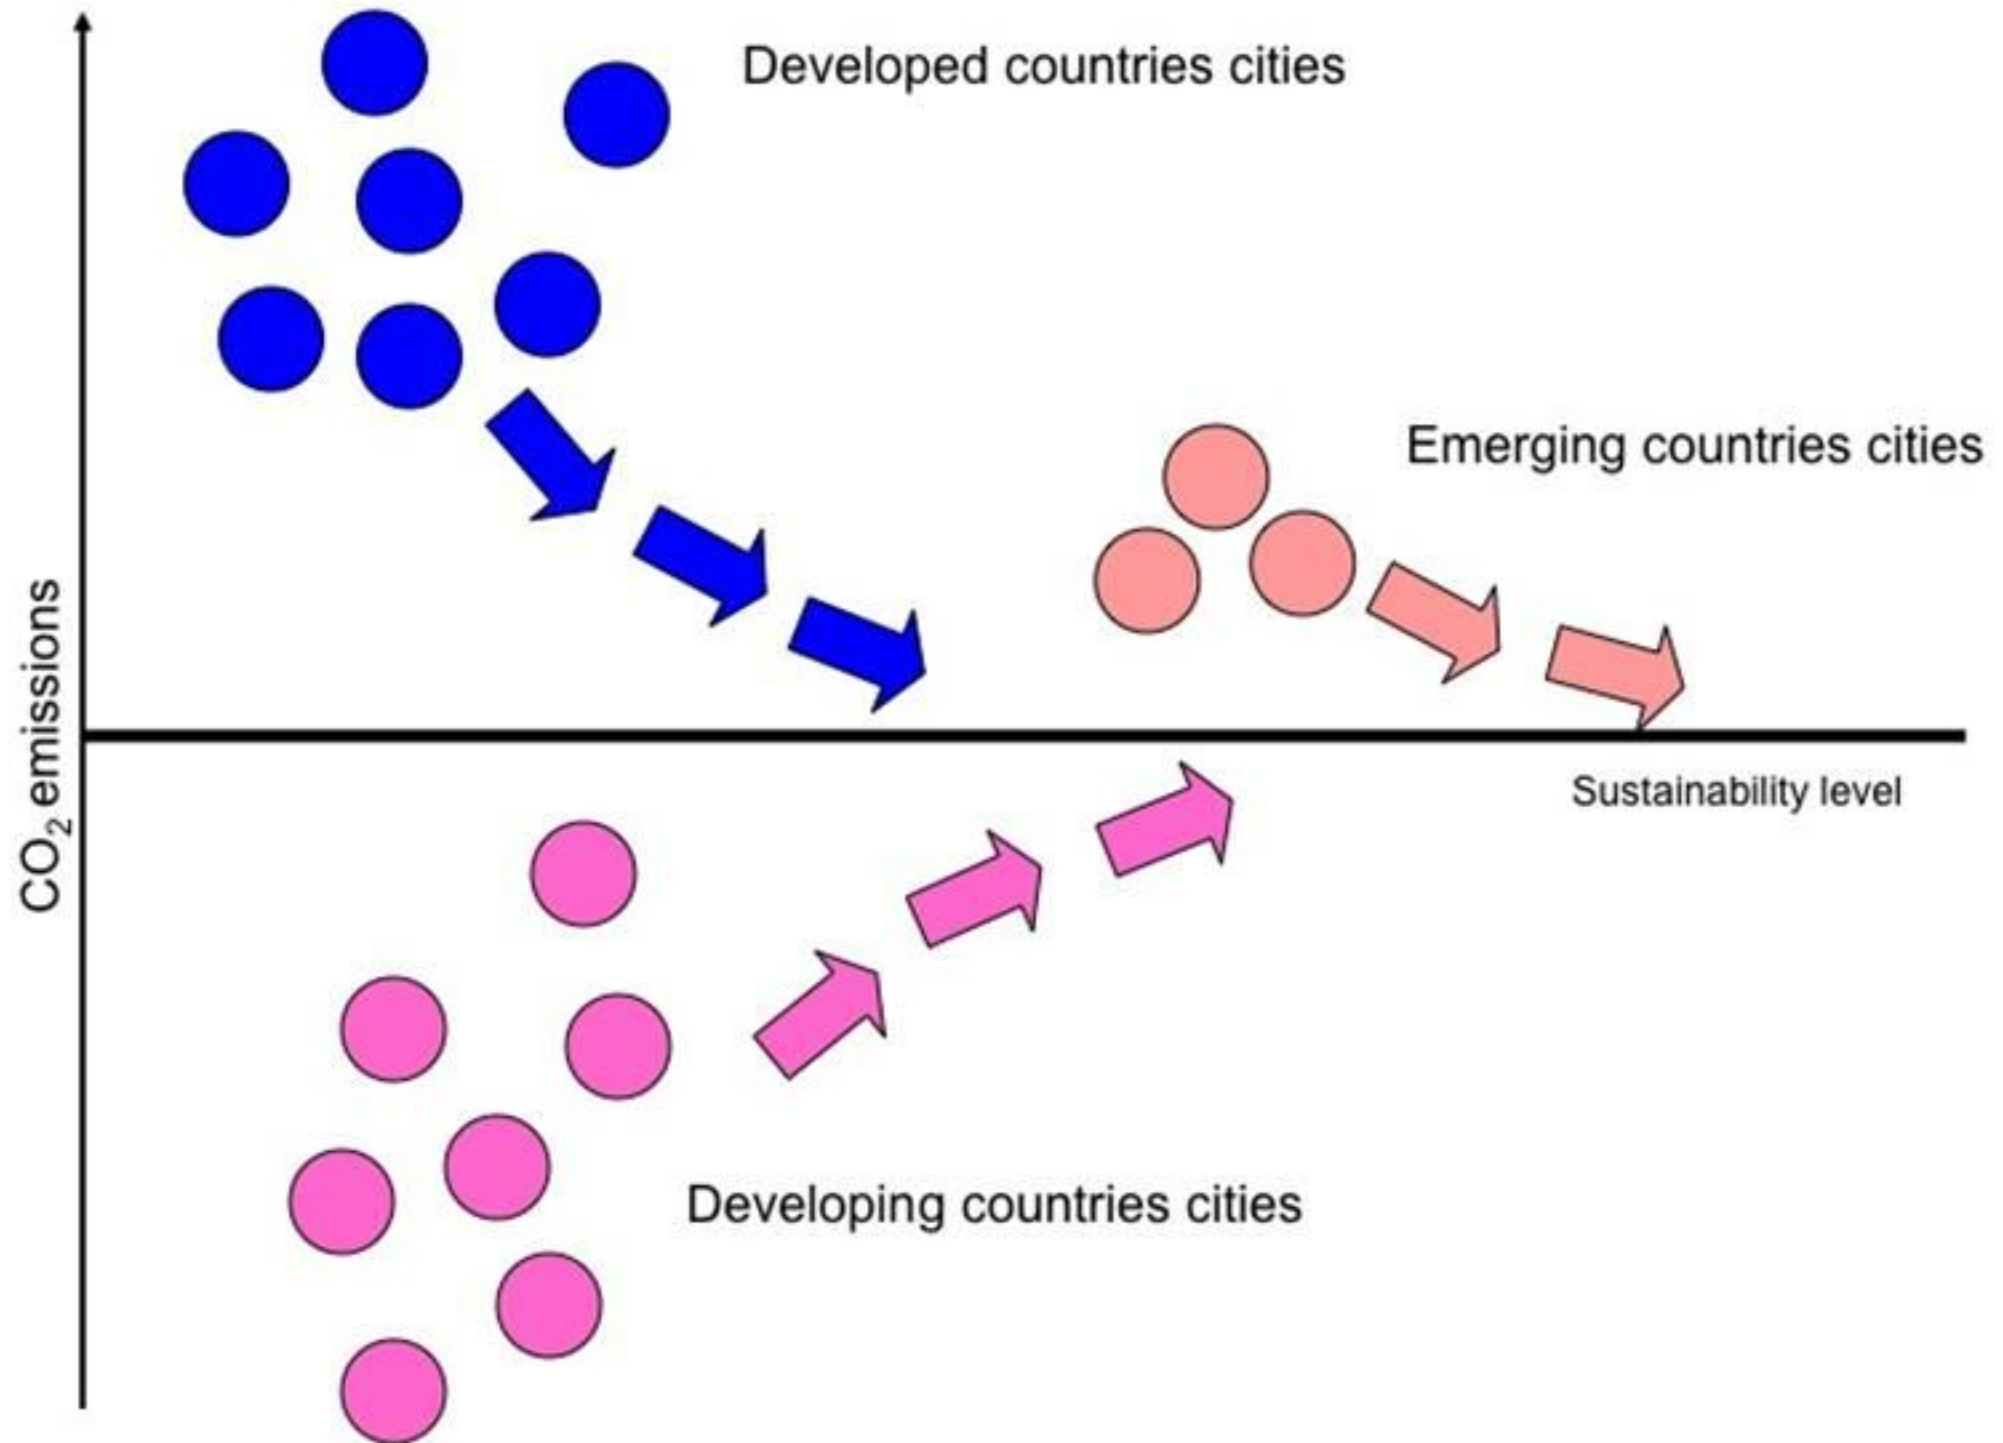 Developed countries cities
Emerging countries cities
CO₂ emissions
Sustainability level
Developing countries cities